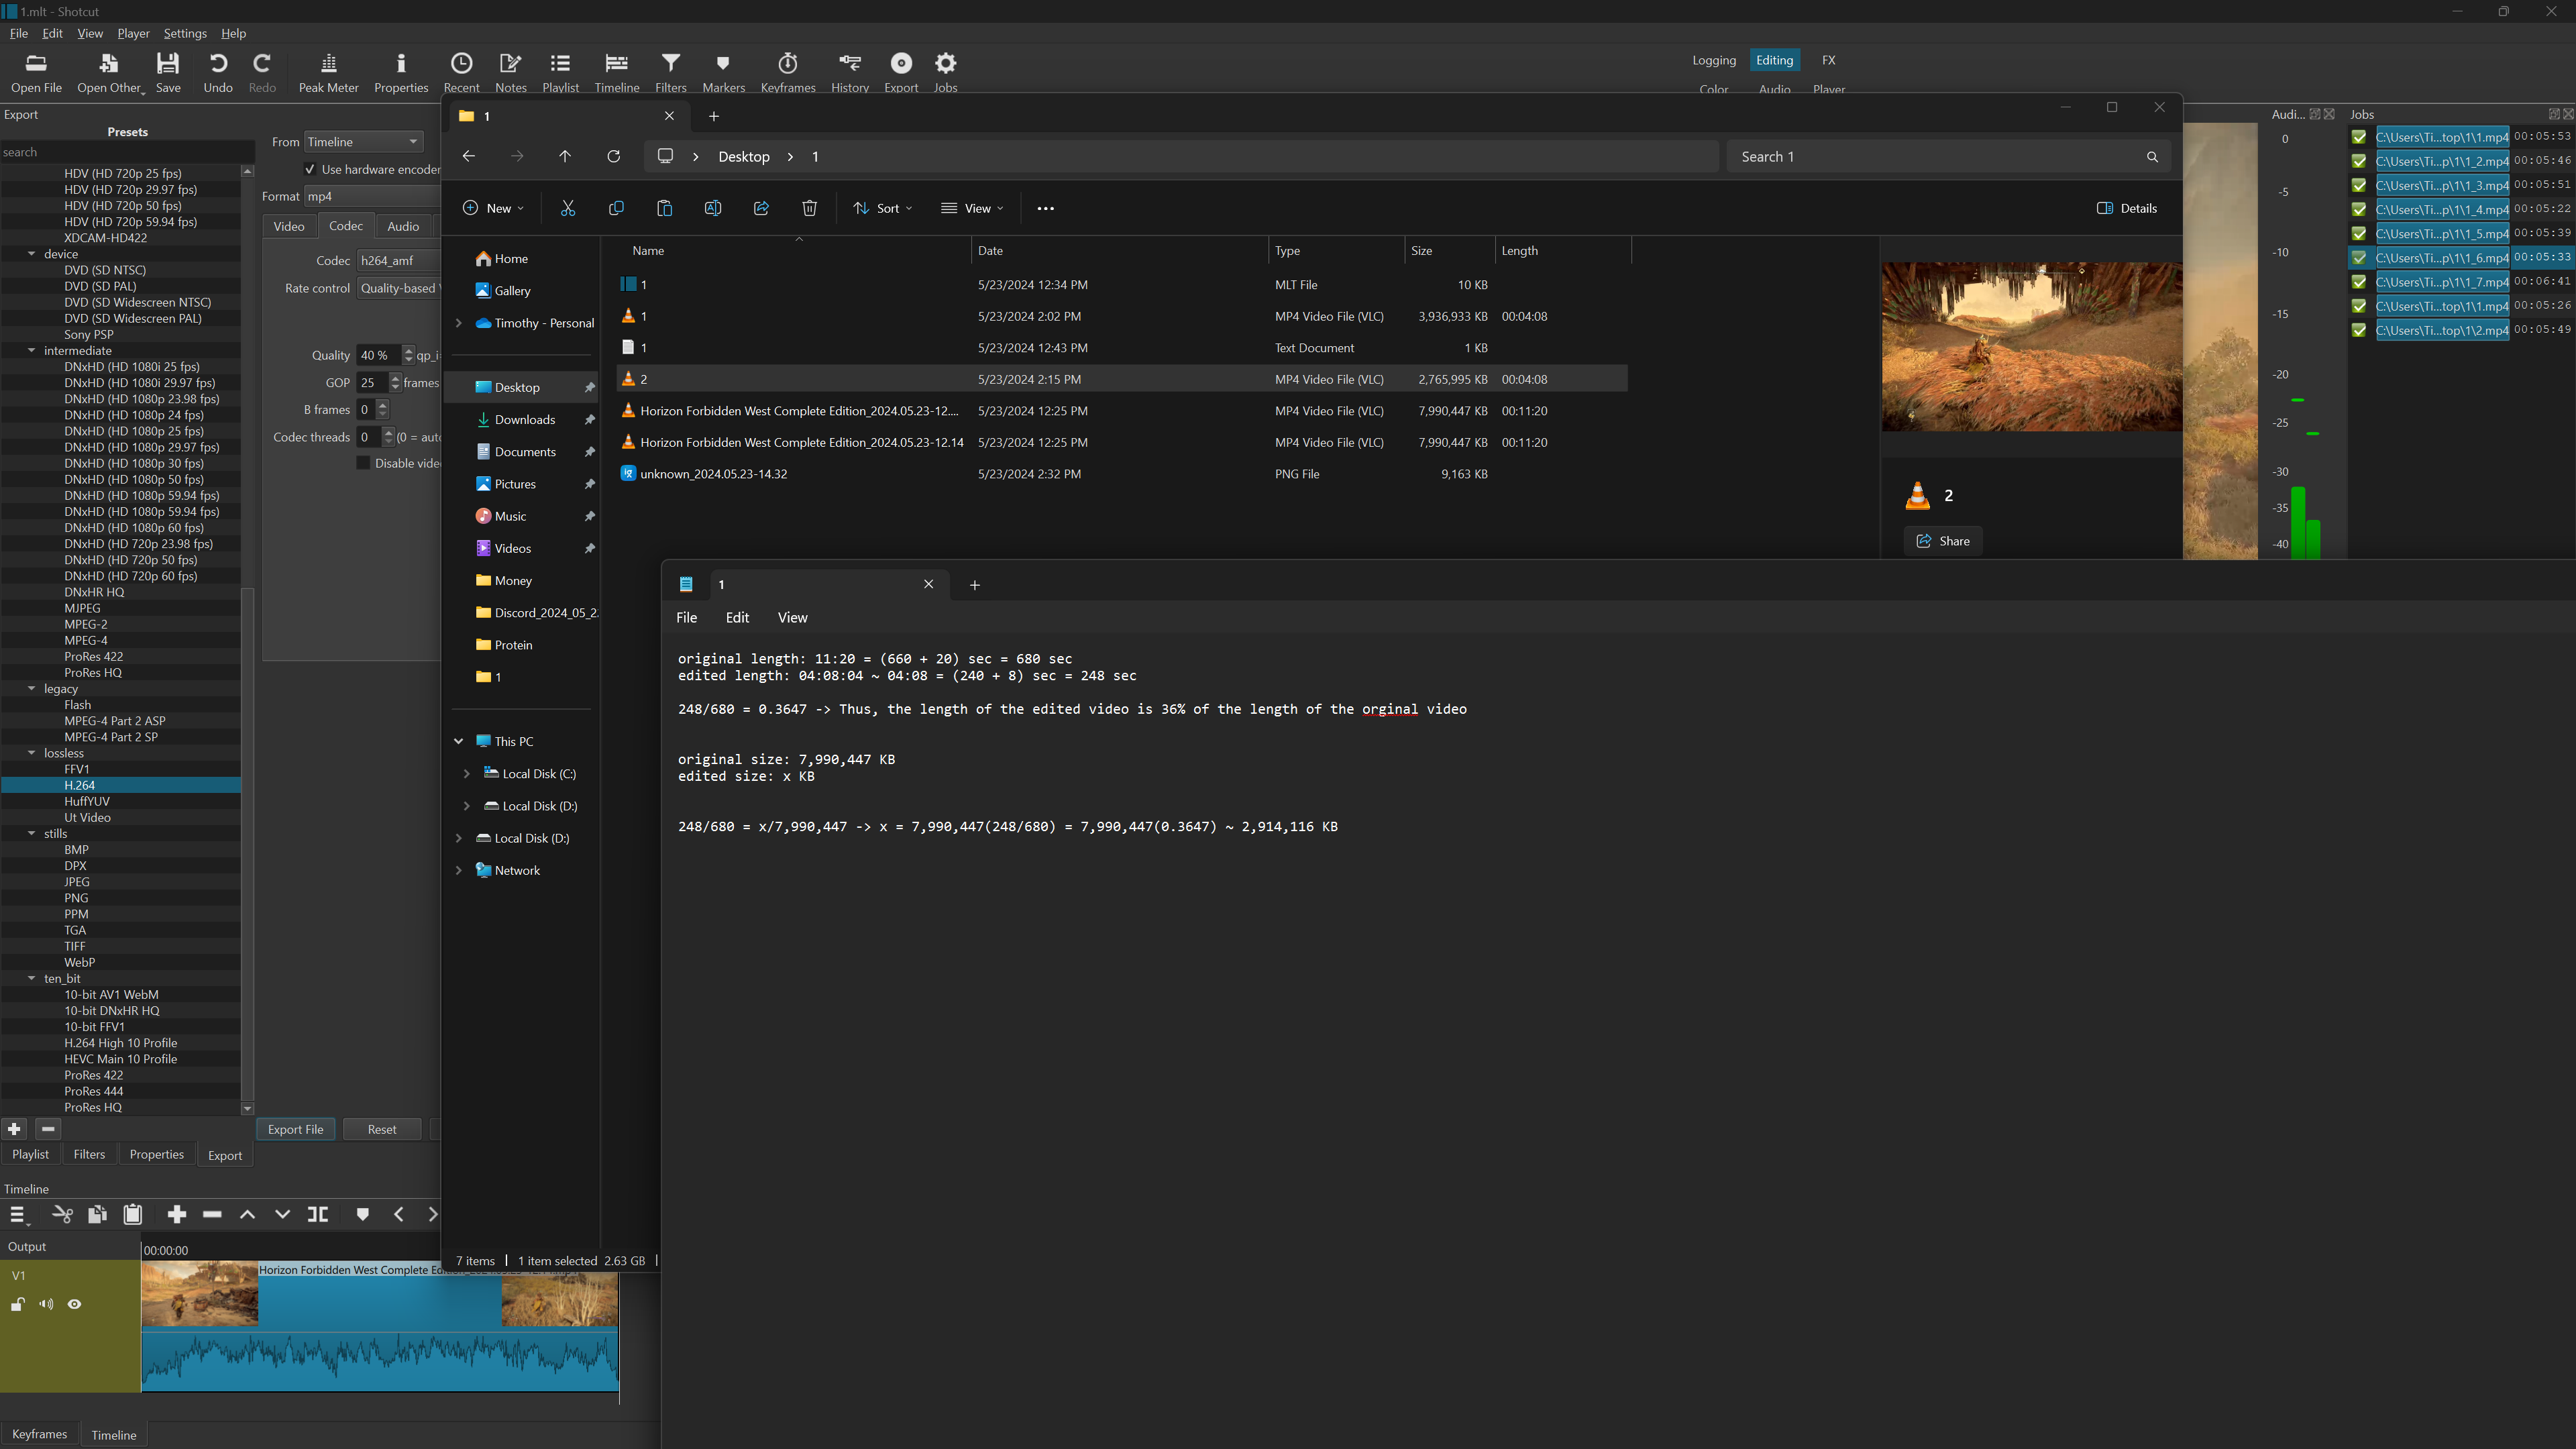 1.mlt - Shotcut
File Edit View Player Settings Help
Open File Open Other Save Undo Redo Peak Meter Properties Recent Notes Playlist Timeline Filters Markers Keyframes History Export Jobs
Logging Editing FX
Color Audio Player
Export
Presets
search
HDV (HD 720p 25 fps)
HDV (HD 720p 29.97 fps)
HDV (HD 720p 50 fps)
HDV (HD 720p 59.94 fps)
XDCAM-HD422
device
DVD (SD NTSC)
DVD (SD PAL)
DVD (SD Widescreen NTSC)
DVD (SD Widescreen PAL)
Sony PSP
intermediate
DNxHD (HD 1080i 25 fps)
DNxHD (HD 1080i 29.97 fps)
DNxHD (HD 1080p 23.98 fps)
DNxHD (HD 1080p 24 fps)
DNxHD (HD 1080p 25 fps)
DNxHD (HD 1080p 29.97 fps)
DNxHD (HD 1080p 30 fps)
DNxHD (HD 1080p 50 fps)
DNxHD (HD 1080p 59.94 fps)
DNxHD (HD 1080p 59.94 fps)
DNxHD (HD 1080p 60 fps)
DNxHD (HD 720p 23.98 fps)
DNxHD (HD 720p 50 fps)
DNxHD (HD 720p 60 fps)
DNxHR HQ
MJPEG
MPEG-2
MPEG-4
ProRes 422
ProRes HQ
legacy
Flash
MPEG-4 Part 2 ASP
MPEG-4 Part 2 SP
lossless
FFV1
H.264
HuffYUV
Ut Video
stills
BMP
DPX
JPEG
PNG
PPM
TGA
TIFF
WebP
ten_bit
10-bit AV1 WebM
10-bit DNxHR HQ
10-bit FFV1
H.264 High 10 Profile
HEVC Main 10 Profile
ProRes 422
ProRes 444
ProRes HQ
From Timeline
Use hardware encoder
Format mp4
Video Codec Audio
Codec h264_amf
Rate control Quality-based
Quality 40 % qp_i
GOP 25 frames
B frames 0
Codec threads 0 (0 = aut
Disable vide
Export File Reset
Playlist Filters Properties Export
Timeline
Output 00:00:00
V1 Horizon Forbidden West Complete
Keyframes Timeline
1
Desktop 1
Search 1
New Sort View Details
Home
Gallery
Timothy - Personal
Desktop
Downloads
Documents
Pictures
Music
Videos
Money
Discord_2024_05_2
Protein
1
This PC
Local Disk (C:)
Local Disk (D:)
Local Disk (D:)
Network
Name Date Type Size Length
1 5/23/2024 12:34 PM MLT File 10 KB
1 5/23/2024 2:02 PM MP4 Video File (VLC) 3,936,933 KB 00:04:08
1 5/23/2024 12:43 PM Text Document 1 KB
2 5/23/2024 2:15 PM MP4 Video File (VLC) 2,765,995 KB 00:04:08
Horizon Forbidden West Complete Edition_2024.05.23-12.... 5/23/2024 12:25 PM MP4 Video File (VLC) 7,990,447 KB 00:11:20
Horizon Forbidden West Complete Edition_2024.05.23-12.14 5/23/2024 12:25 PM MP4 Video File (VLC) 7,990,447 KB 00:11:20
unknown_2024.05.23-14.32 5/23/2024 2:32 PM PNG File 9,163 KB
2
Share
7 items 1 item selected 2.63 GB
Audi...
0
-5
-10
-15
-20
-25
-30
-35
-40
Jobs
C:\Users\Ti...top\1\1.mp4 00:05:53
C:\Users\Ti...p\1\1_2.mp4 00:05:46
C:\Users\Ti...p\1\1_3.mp4 00:05:51
C:\Users\Ti...p\1\1_4.mp4 00:05:22
C:\Users\Ti...p\1\1_5.mp4 00:05:39
C:\Users\Ti...p\1\1_6.mp4 00:05:33
C:\Users\Ti...p\1\1_7.mp4 00:06:41
C:\Users\Ti...top\1\1.mp4 00:05:26
C:\Users\Ti...top\1\2.mp4 00:05:49
1
File Edit View
original length: 11:20 = (660 + 20) sec = 680 sec
edited length: 04:08:04 ~ 04:08 = (240 + 8) sec = 248 sec
248/680 = 0.3647 -> Thus, the length of the edited video is 36% of the length of the orginal video
original size: 7,990,447 KB
edited size: x KB
248/680 = x/7,990,447 -> x = 7,990,447(248/680) = 7,990,447(0.3647) ~ 2,914,116 KB